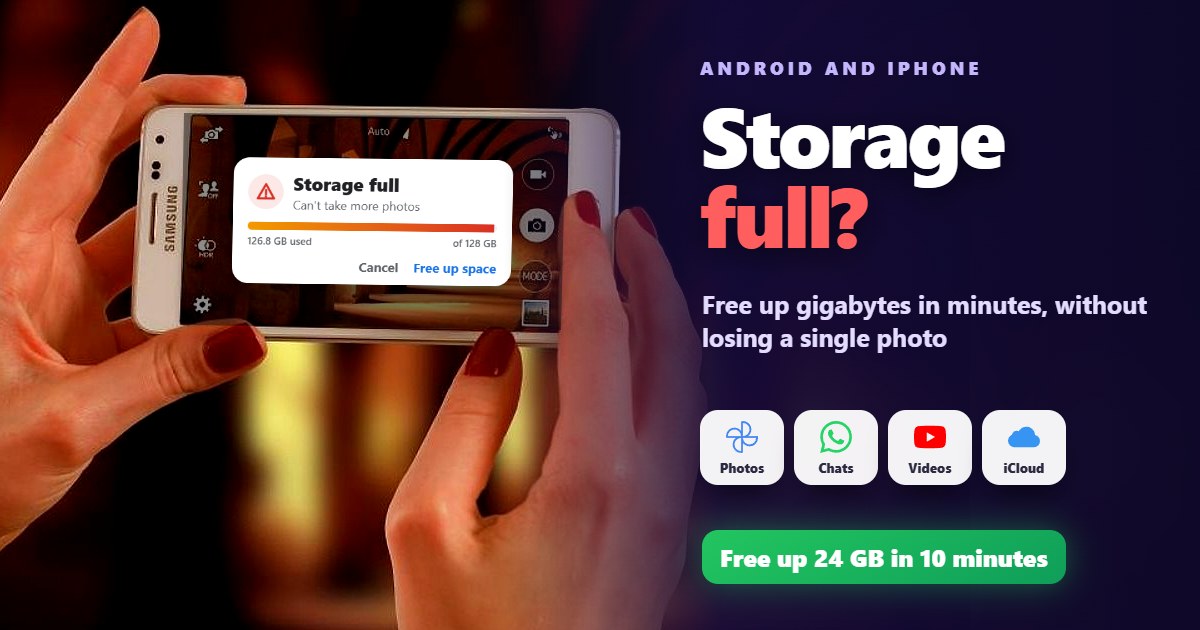 ANDROID AND IPHONE
Storage
full?
Free up gigabytes in minutes, without
losing a single photo
Photos
Chats
Videos
iCloud
Free up 24 GB in 10 minutes
SAMSUNG
Auto
OFF
HDR
MODE
Storage full
Can't take more photos
126.8 GB used
of 128 GB
Cancel
Free up space